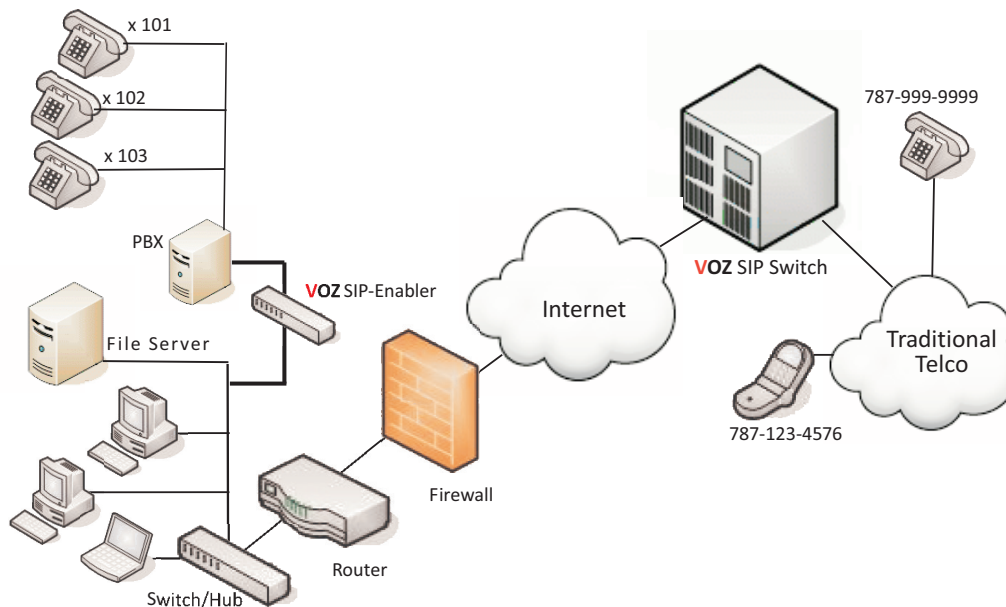 x 101
x 102
x 103
PBX
VOZ SIP-Enabler
File Server
Switch/Hub
Router
Firewall
Internet
VOZ SIP Switch
787-999-9999
Traditional
Telco
787-123-4576